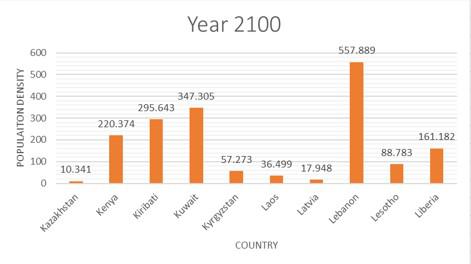 Year 2100
POPULAITON DENSITY
600
500
400
300
200
100
0
10.341
220.374
295.643
347.305
57.273
36.499
17.948
557.889
88.783
161.182
Kazakhstan
Kenya
Kiribati
Kuwait
Kyrgyzstan
Laos
Latvia
Lebanon
Lesotho
Liberia
COUNTRY